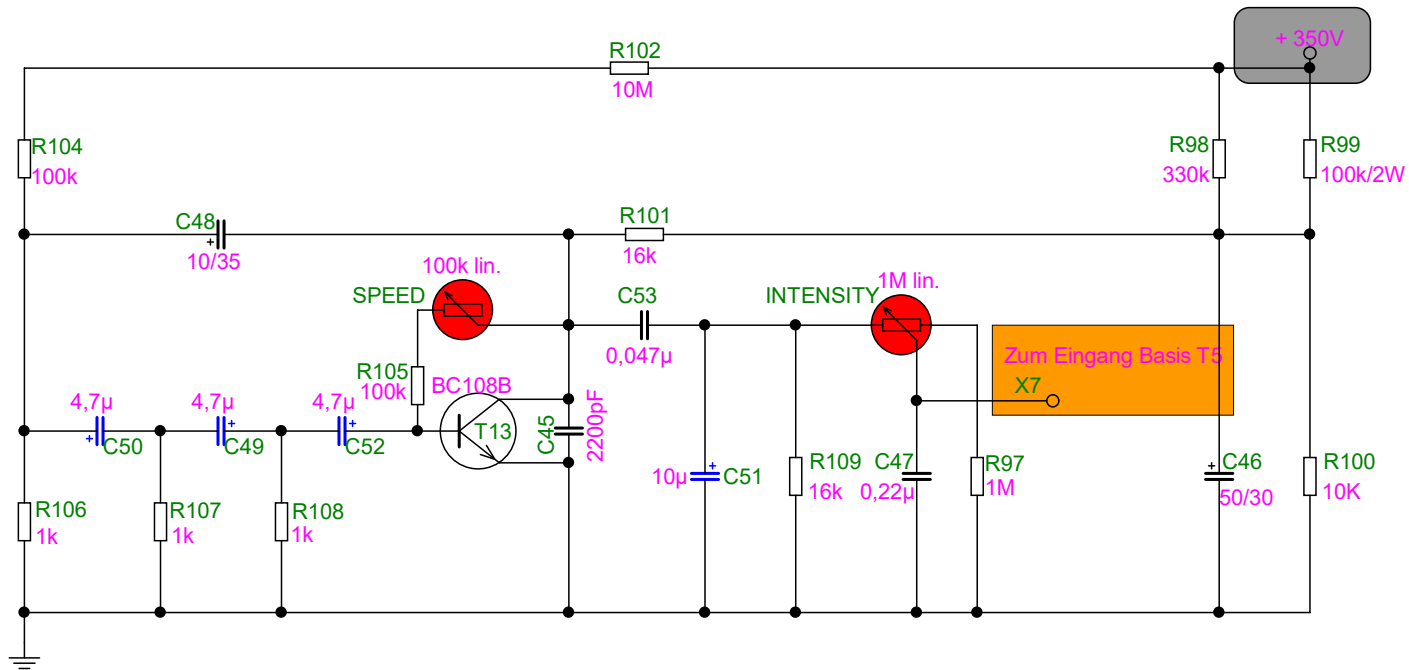 + 350V
R102
10M
R104
100k
R98
330k
R99
100k/2W
C48
+
10/35
R101
16k
100k lin.
SPEED
C53
0,047µ
INTENSITY
1M lin.
Zum Eingang Basis T5
X7
R105
100k
BC108B
T13
C45
2200pF
4,7µ
+
C50
4,7µ
+
C49
4,7µ
+
C52
10µ
+
C51
R109
16k
C47
0,22µ
R97
1M
+
C46
50/30
R100
10K
R106
1k
R107
1k
R108
1k